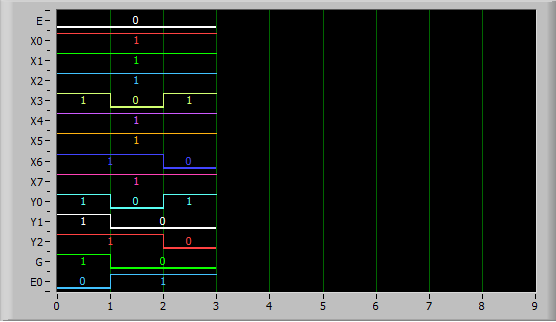 E 0
X0 1
X1 1
X2 1
X3 1 0 1
X4 1
X5 1
X6 1 0
X7 1
Y0 1 0 1
Y1 1 0
Y2 1 0
G 1 0
E0 0 1
0 1 2 3 4 5 6 7 8 9